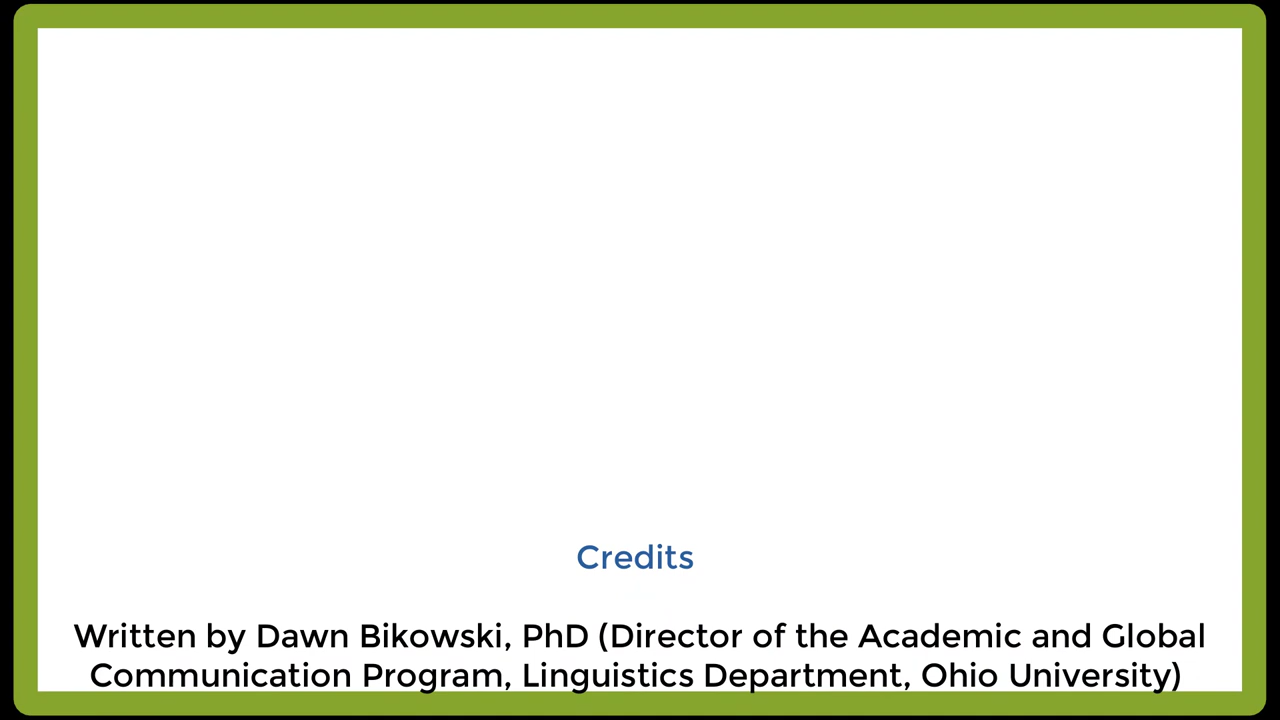 Credits
Written by Dawn Bikowski, PhD (Director of the Academic and Global
Communication Program, Linguistics Department, Ohio University)